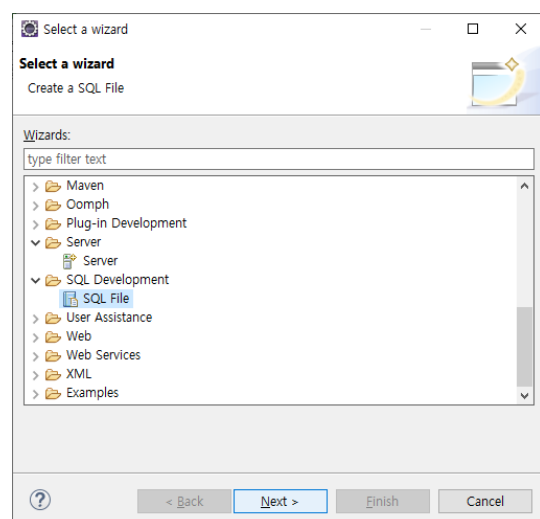 Select a wizard
Select a wizard
Create a SQL File
Wizards:
type filter text
Maven
Oomph
Plug-in Development
Server
Server
SQL Development
SQL File
User Assistance
Web
Web Services
XML
Examples
?
< Back
Next >
Finish
Cancel